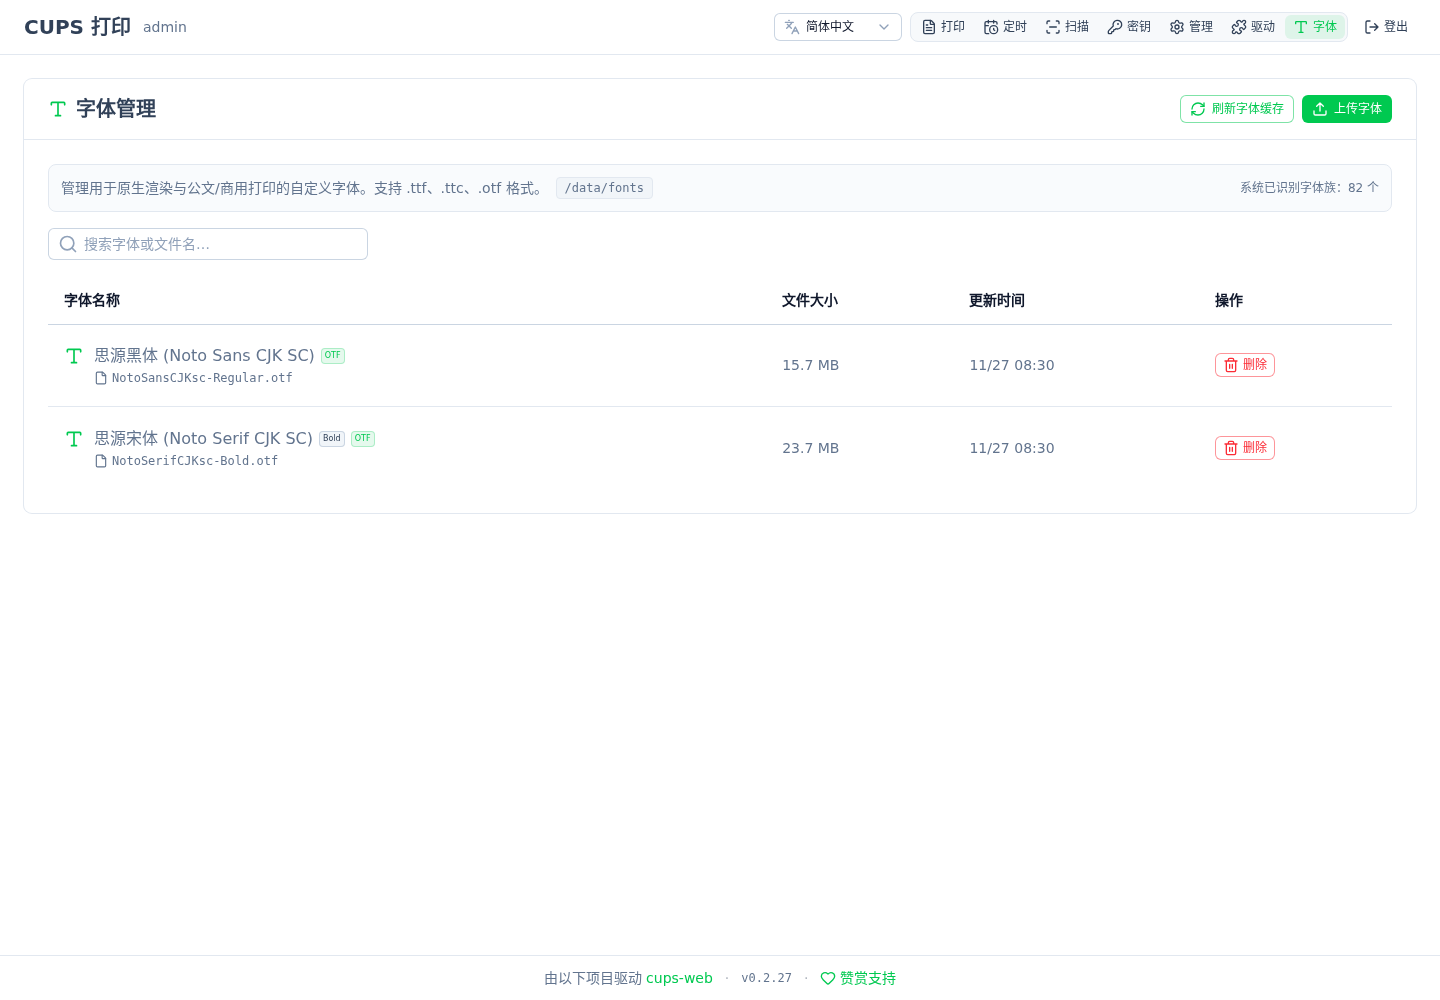 CUPS 打印 admin 简体中文 打印 定时 扫描 密钥 管理 驱动 字体 登出
字体管理 刷新字体缓存 上传字体
管理用于原生渲染与公文/商用打印的自定义字体。支持 .ttf、.ttc、.otf 格式。 /data/fonts 系统已识别字体族：82 个
搜索字体或文件名...
字体名称 文件大小 更新时间 操作
思源黑体 (Noto Sans CJK SC) OTF
NotoSansCJKsc-Regular.otf
15.7 MB 11/27 08:30 删除
思源宋体 (Noto Serif CJK SC) Bold OTF
NotoSerifCJKsc-Bold.otf
23.7 MB 11/27 08:30 删除
由以下项目驱动 cups-web · v0.2.27 · 赞赏支持